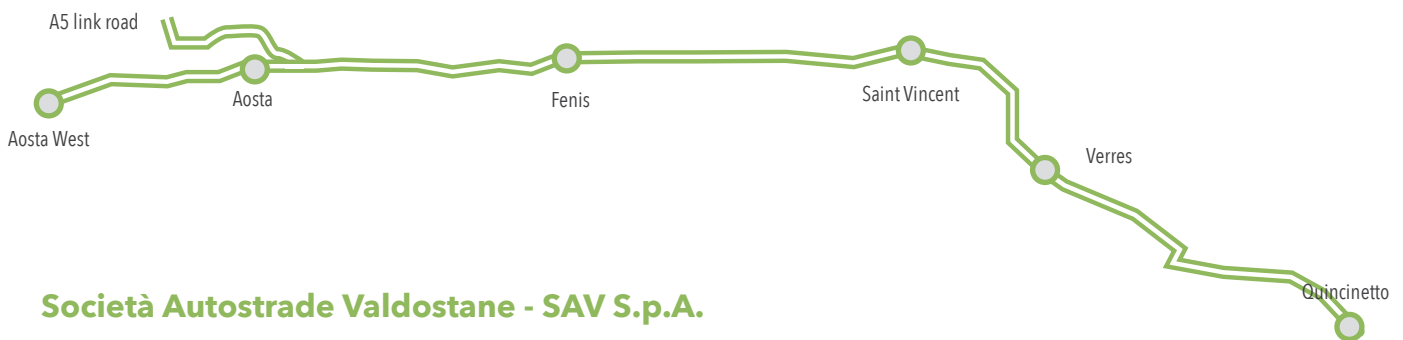 A5 link road
Aosta
Fenis
Saint Vincent
Aosta West
Verres
Quincinetto
Società Autostrade Valdostane - SAV S.p.A.